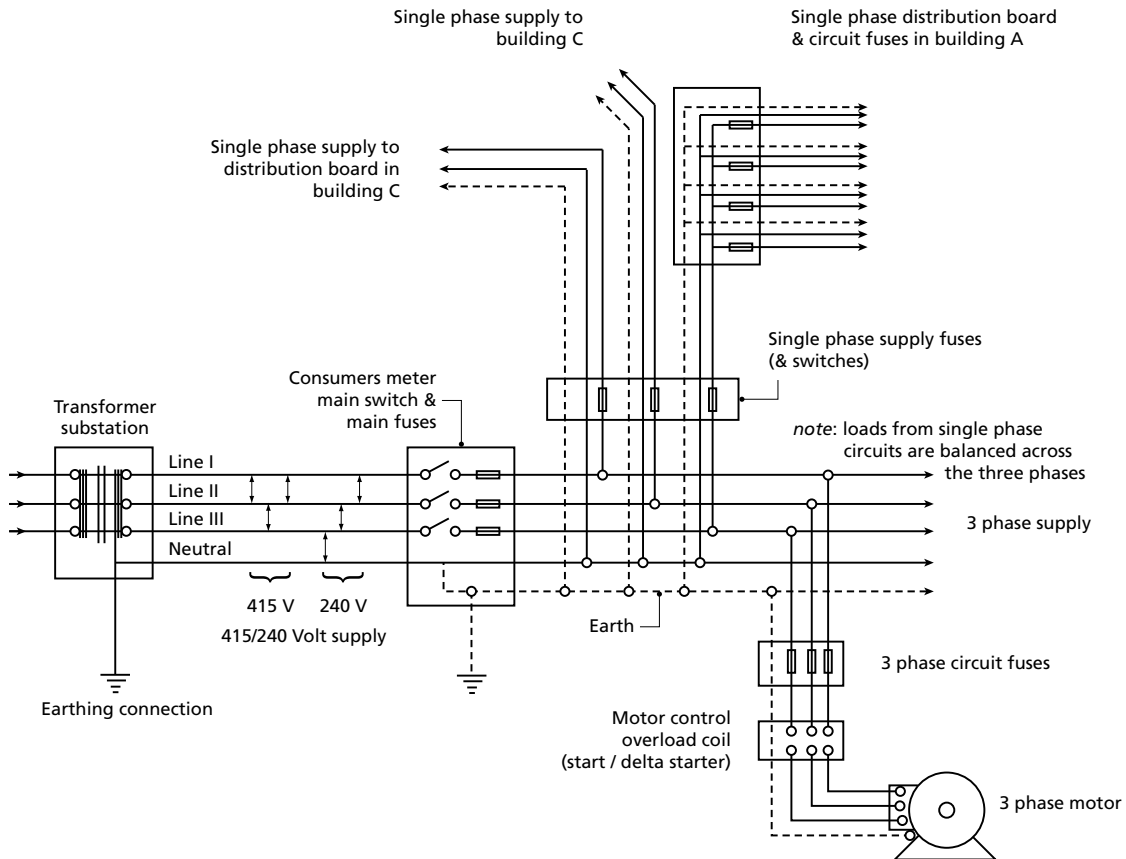 Single phase supply to
building C
Single phase distribution board
& circuit fuses in building A
Single phase supply to
distribution board in
building C
Single phase supply fuses
(& switches)
Consumers meter
main switch &
main fuses
Transformer
substation
note: loads from single phase
circuits are balanced across
the three phases
Line I
Line II
Line III
Neutral
3 phase supply
415 V
240 V
415/240 Volt supply
Earth
Earthing connection
3 phase circuit fuses
Motor control
overload coil
(start / delta starter)
3 phase motor